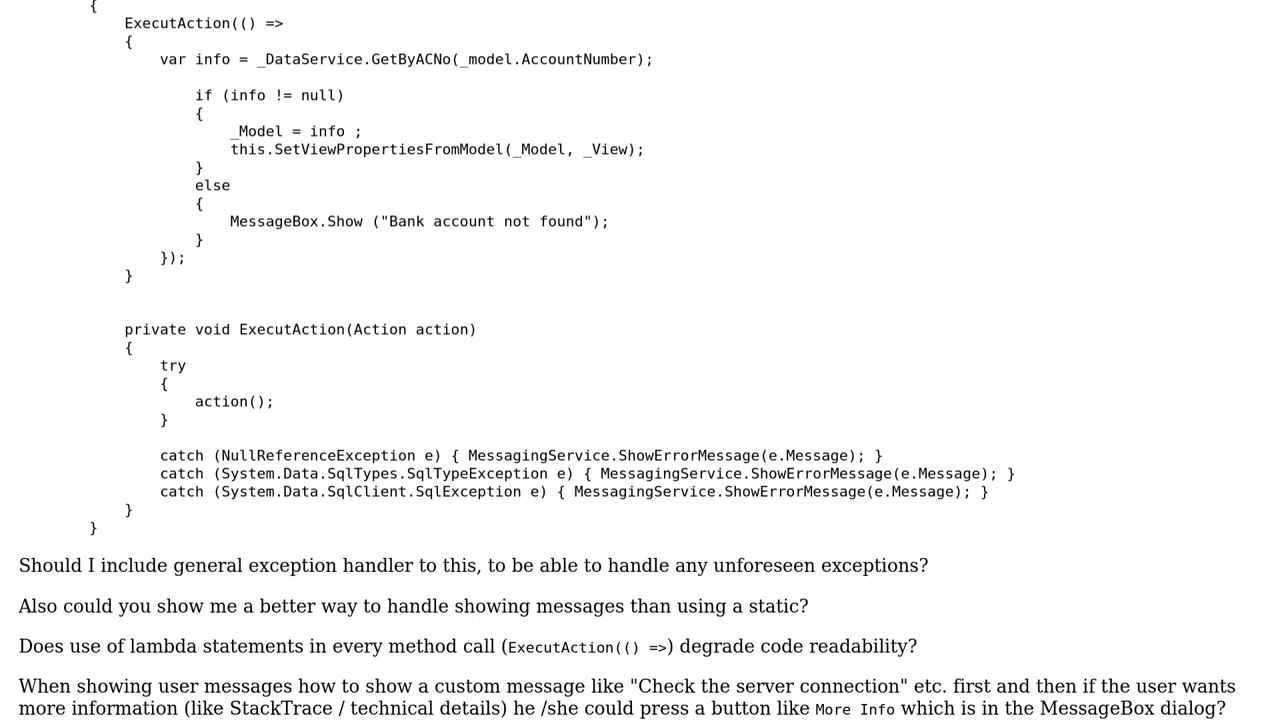 {
ExecutAction(() =>
{
var info = _DataService.GetByACNo(_model.AccountNumber);
if (info != null)
{
_Model = info ;
this.SetViewPropertiesFromModel(_Model, _View);
}
else
{
MessageBox.Show ("Bank account not found");
}
});
}
private void ExecutAction(Action action)
{
try
{
action();
}
catch (NullReferenceException e) { MessagingService.ShowErrorMessage(e.Message); }
catch (System.Data.SqlTypes.SqlTypeException e) { MessagingService.ShowErrorMessage(e.Message); }
catch (System.Data.SqlClient.SqlException e) { MessagingService.ShowErrorMessage(e.Message); }
}
}
Should I include general exception handler to this, to be able to handle any unforeseen exceptions?
Also could you show me a better way to handle showing messages than using a static?
Does use of lambda statements in every method call (ExecutAction(() =>) degrade code readability?
When showing user messages how to show a custom message like "Check the server connection" etc. first and then if the user wants
more information (like StackTrace / technical details) he /she could press a button like More Info which is in the MessageBox dialog?